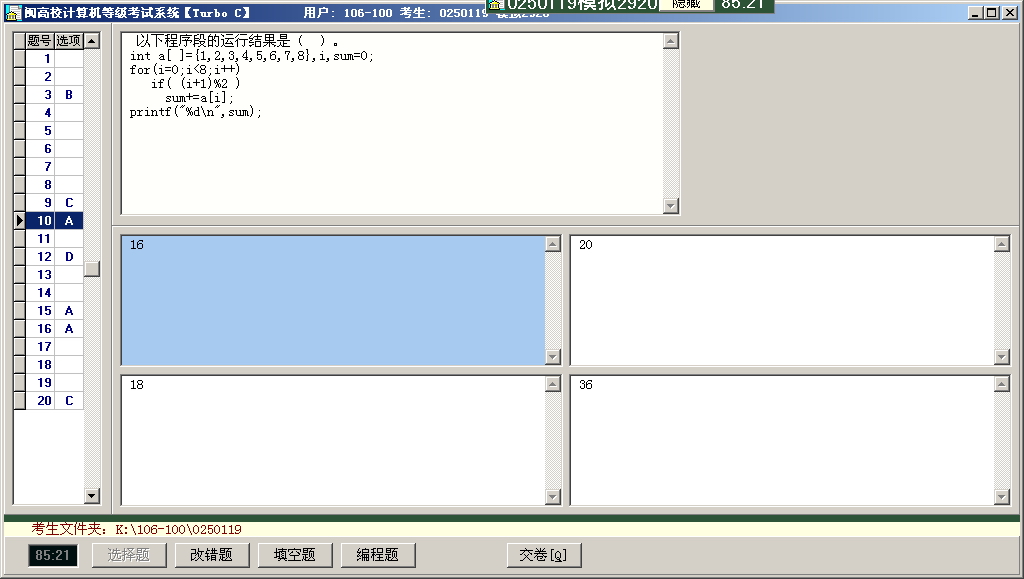 闽高校计算机等级考试系统【Turbo C】 用户: 106-100 考生: 0250119 模拟2920
0250119模拟2920 隐藏 85:21
题号 选项
1
2
3 B
4
5
6
7
8
9 C
10 A
11
12 D
13
14
15 A
16 A
17
18
19
20 C
以下程序段的运行结果是（ ）。
int a[ ]={1,2,3,4,5,6,7,8},i,sum=0;
for(i=0;i<8;i++)
if( (i+1)%2 )
sum+=a[i];
printf("%d\n",sum);
16
20
18
36
考生文件夹: K:\106-100\0250119
85:21 选择题 改错题 填空题 编程题 交卷[Q]